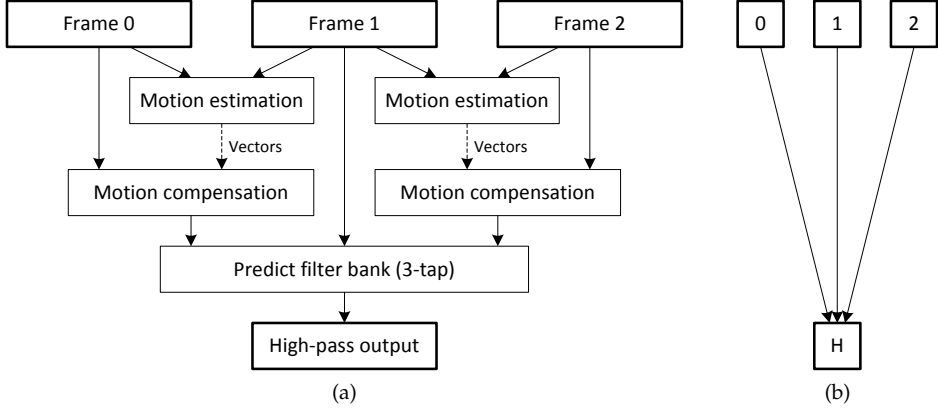 Frame 0 Frame 1 Frame 2 0 1 2
Motion estimation Motion estimation
Vectors Vectors
Motion compensation Motion compensation
Predict filter bank (3-tap)
High-pass output H
(a) (b)